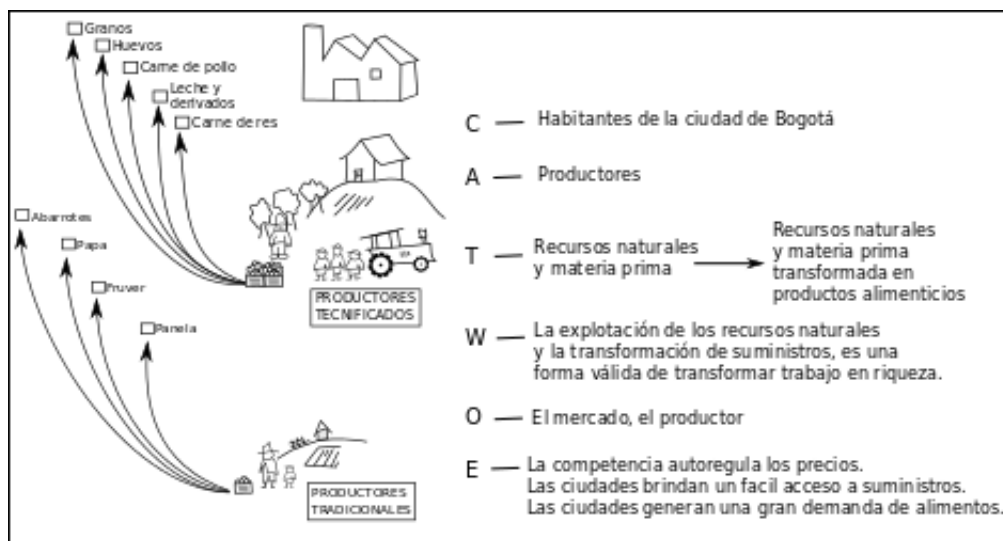 Granos
Huevos
Carne de pollo
Leche y
derivados
Carne de res
Abarrotes
Papa
Fruver
Panela
PRODUCTORES
TECNIFICADOS
PRODUCTORES
TRADICIONALES
C — Habitantes de la ciudad de Bogotá
A — Productores
T — Recursos naturales
y materia prima
Recursos naturales
y materia prima
transformada en
productos alimenticios
W — La explotación de los recursos naturales
y la transformación de suministros, es una
forma válida de transformar trabajo en riqueza.
O — El mercado, el productor
E — La competencia autoregula los precios.
Las ciudades brindan un facil acceso a suministros.
Las ciudades generan una gran demanda de alimentos.